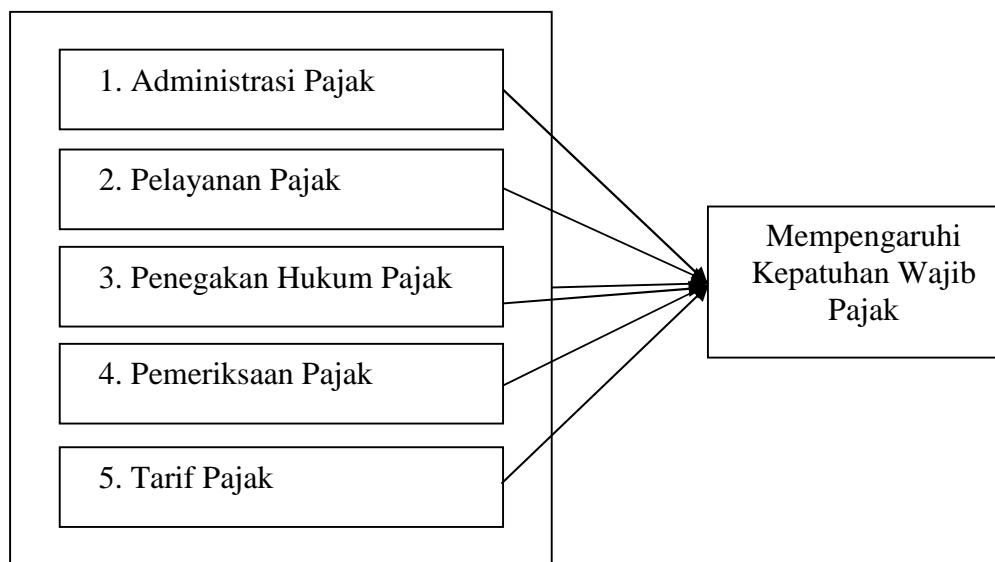 1. Administrasi Pajak
2. Pelayanan Pajak
3. Penegakan Hukum Pajak
4. Pemeriksaan Pajak
5. Tarif Pajak
Mempengaruhi
Kepatuhan Wajib
Pajak